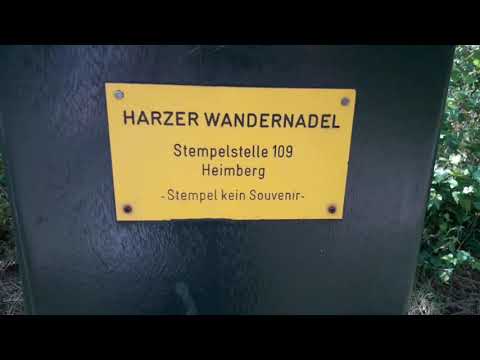 HARZER WANDERNADEL
Stempelstelle 109
Heimberg
-Stempel kein Souvenir-